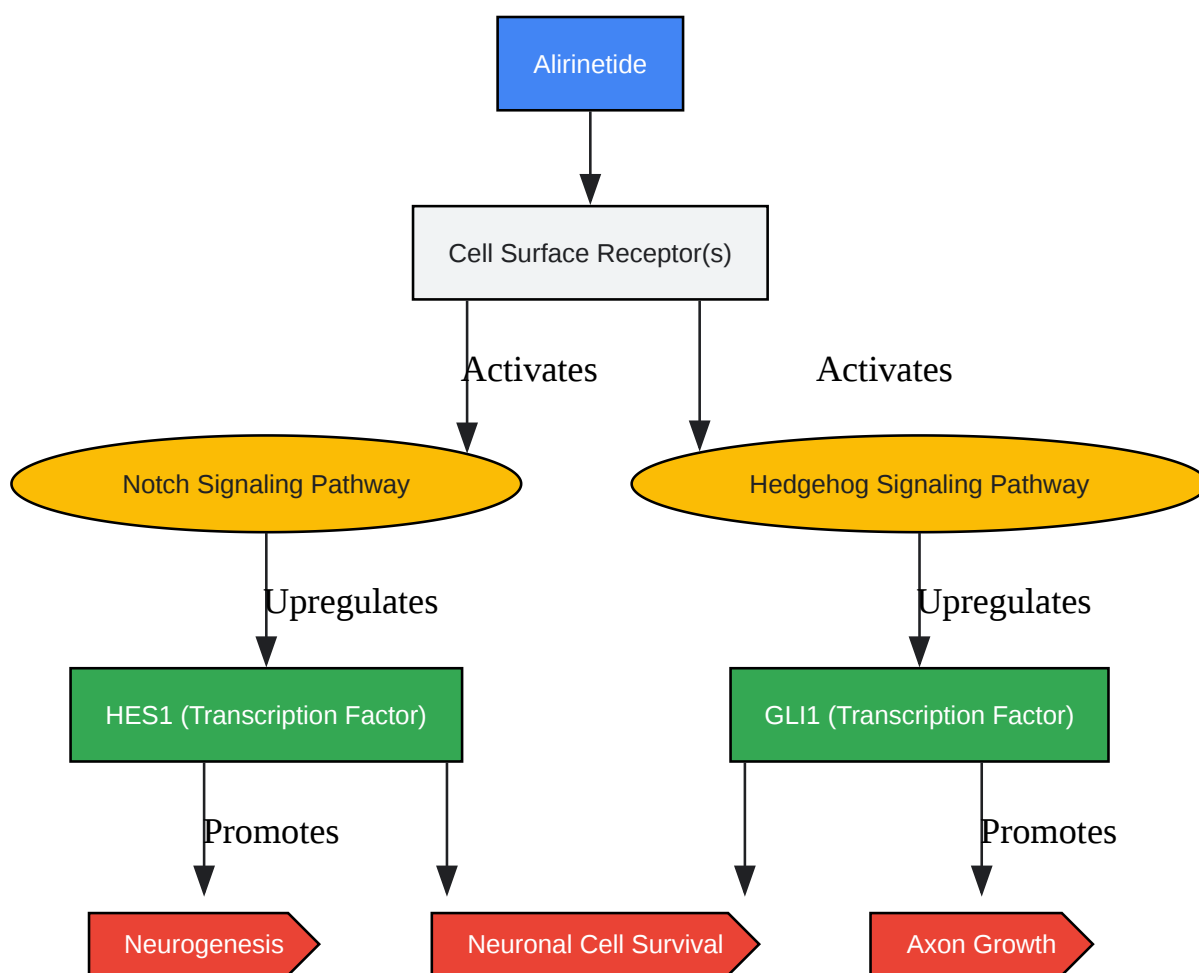 Alirinetide
Cell Surface Receptor(s)
Activates
Activates
Notch Signaling Pathway
Hedgehog Signaling Pathway
Upregulates
Upregulates
HES1 (Transcription Factor)
GLI1 (Transcription Factor)
Promotes
Promotes
Neurogenesis
Neuronal Cell Survival
Axon Growth